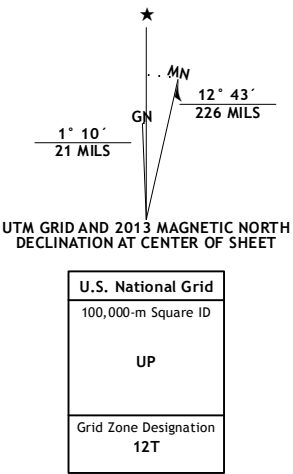 ★
MN
12° 43´
226 MILS
GN
1° 10´
21 MILS
UTM GRID AND 2013 MAGNETIC NORTH
DECLINATION AT CENTER OF SHEET
U.S. National Grid
100,000-m Square ID
UP
Grid Zone Designation
12T